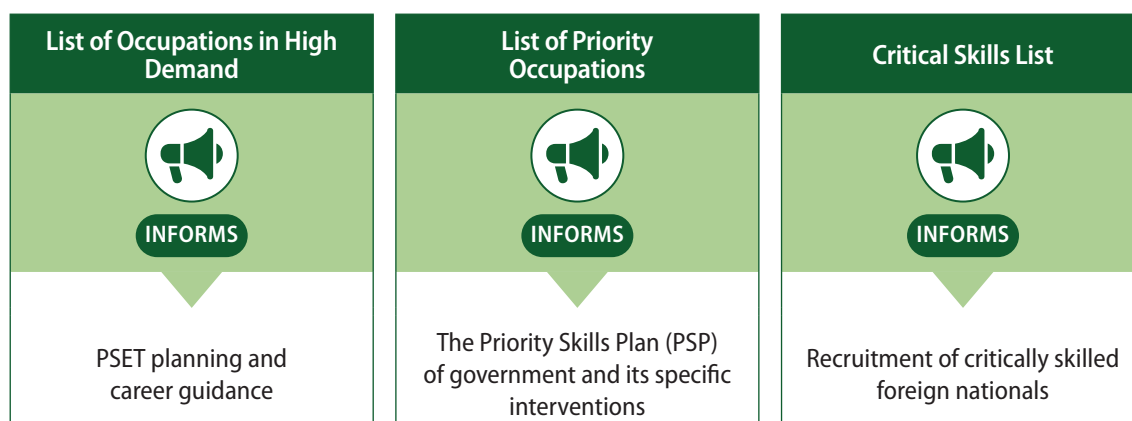 List of Occupations in High
Demand
INFORMS
PSET planning and
career guidance
List of Priority
Occupations
INFORMS
The Priority Skills Plan (PSP)
of government and its specific
interventions
Critical Skills List
INFORMS
Recruitment of critically skilled
foreign nationals